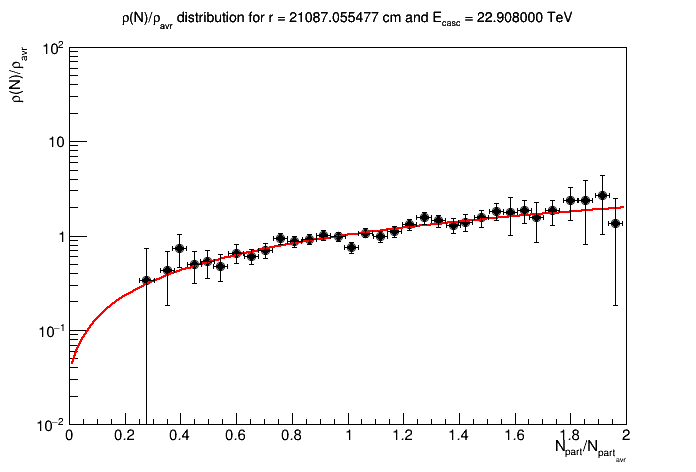 ρ(N)/ρavr distribution for r = 21087.055477 cm and Ecasc = 22.908000 TeV
ρ(N)/ρavr
10²
10
1
10⁻¹
10⁻²
0 0.2 0.4 0.6 0.8 1 1.2 1.4 1.6 1.8 2
Npart/Npartavr